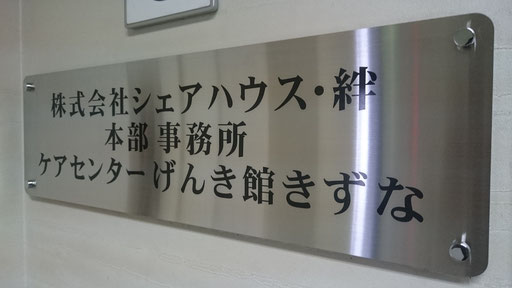 株式会社シェアハウス・絆
本部事務所
ケアセンターげんき館きずな